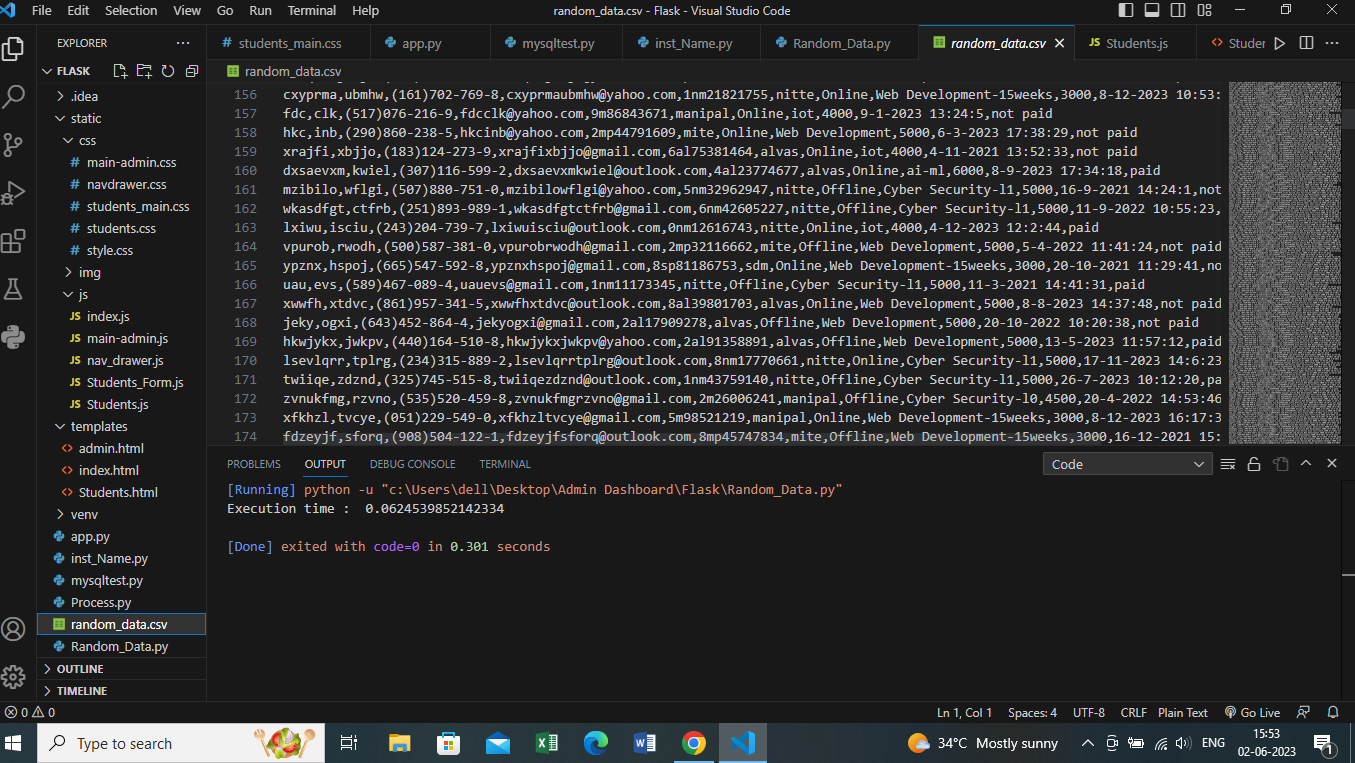 File Edit Selection View Go Run Terminal Help random_data.csv - Flask - Visual Studio Code
EXPLORER
FLASK
.idea
static
css
main-admin.css
navdrawer.css
students_main.css
students.css
style.css
img
js
index.js
main-admin.js
nav_drawer.js
Students_Form.js
Students.js
templates
admin.html
index.html
Students.html
venv
app.py
inst_Name.py
mysqltest.py
Process.py
random_data.csv
Random_Data.py
OUTLINE
TIMELINE
students_main.css app.py mysqltest.py inst_Name.py Random_Data.py random_data.csv Students.js Studer
random_data.csv
156 cxyprma,ubmhw,(161)702-769-8,cxyprmaubmhw@yahoo.com,1nm21821755,nitte,Online,Web Development-15weeks,3000,8-12-2023 10:53:
157 fdc,clk,(517)076-216-9,fdcclk@yahoo.com,9m86843671,manipal,Online,iot,4000,9-1-2023 13:24:5,not paid
158 hkc,inb,(290)860-238-5,hkcinb@yahoo.com,2mp44791609,mite,Online,Web Development,5000,6-3-2023 17:38:29,not paid
159 xrajfi,xbjjo,(183)124-273-9,xrajfixbjjo@gmail.com,6al75381464,alvas,Online,iot,4000,4-11-2021 13:52:33,not paid
160 dxsaevxm,kwiel,(307)116-599-2,dxsaevxmkwiel@outlook.com,4al23774677,alvas,Online,ai-ml,6000,8-9-2023 17:34:18,paid
161 mzibilo,wflgi,(507)880-751-0,mzibilowflgi@yahoo.com,5nm32962947,nitte,Offline,Cyber Security-l1,5000,16-9-2021 14:24:1,not
162 wkasdfgt,ctfrb,(251)893-989-1,wkasdfgtctfrb@gmail.com,6nm42605227,nitte,Offline,Cyber Security-l1,5000,11-9-2022 10:55:23,
163 lxiwu,isciu,(243)204-739-7,lxiwuisciu@outlook.com,0nm12616743,nitte,Online,iot,4000,4-12-2023 12:2:44,paid
164 vpurob,rwodh,(500)587-381-0,vpurobrwodh@gmail.com,2mp32116662,mite,Offline,Web Development,5000,5-4-2022 11:41:24,not paid
165 ypznx,hspoj,(665)547-592-8,ypznxhspoj@gmail.com,8sp81186753,sdm,Online,Web Development-15weeks,3000,20-10-2021 11:29:41,no
166 uau,evs,(589)467-089-4,uauevs@gmail.com,1nm11173345,nitte,Offline,Cyber Security-l1,5000,11-3-2021 14:41:31,paid
167 xwwfh,xtdvc,(861)957-341-5,xwwfhxtdvc@outlook.com,8al39801703,alvas,Online,Web Development,5000,8-8-2023 14:37:48,not paid
168 jeky,ogxi,(643)452-864-4,jekyogxi@gmail.com,2al17909278,alvas,Offline,Web Development,5000,20-10-2022 10:20:38,not paid
169 hkwjykx,jwkpv,(440)164-510-8,hkwjykxjwkpv@yahoo.com,2al91358891,alvas,Offline,Web Development,5000,13-5-2023 11:57:12,paid
170 lsevlqrr,tplrg,(234)315-889-2,lsevlqrrtplrg@outlook.com,8nm17770661,nitte,Online,Cyber Security-l1,5000,17-11-2023 14:6:23
171 twiiqe,zdznd,(325)745-515-8,twiiqezdznd@outlook.com,1nm43759140,nitte,Offline,Cyber Security-l1,5000,26-7-2023 10:12:20,pa
172 zvnukfmg,rzvno,(535)520-459-8,zvnukfmgrzvno@gmail.com,2m26006241,manipal,Offline,Cyber Security-l0,4500,20-4-2022 14:53:46
173 xfkhzl,tvcye,(051)229-549-0,xfkhzltvcye@gmail.com,5m98521219,manipal,Online,Web Development-15weeks,3000,8-12-2023 16:17:3
174 fdzeyjf,sforq,(908)504-122-1,fdzeyjfsforq@outlook.com,8mp45747834,mite,Offline,Web Development-15weeks,3000,16-12-2021 15:
PROBLEMS OUTPUT DEBUG CONSOLE TERMINAL Code
[Running] python -u "c:\Users\dell\Desktop\Admin Dashboard\Flask\Random_Data.py"
Execution time :  0.0624539852142334
[Done] exited with code=0 in 0.301 seconds
0 0 Ln 1, Col 1 Spaces: 4 UTF-8 CRLF Plain Text Go Live
Type to search 34°C Mostly sunny ENG 15:53
02-06-2023 1